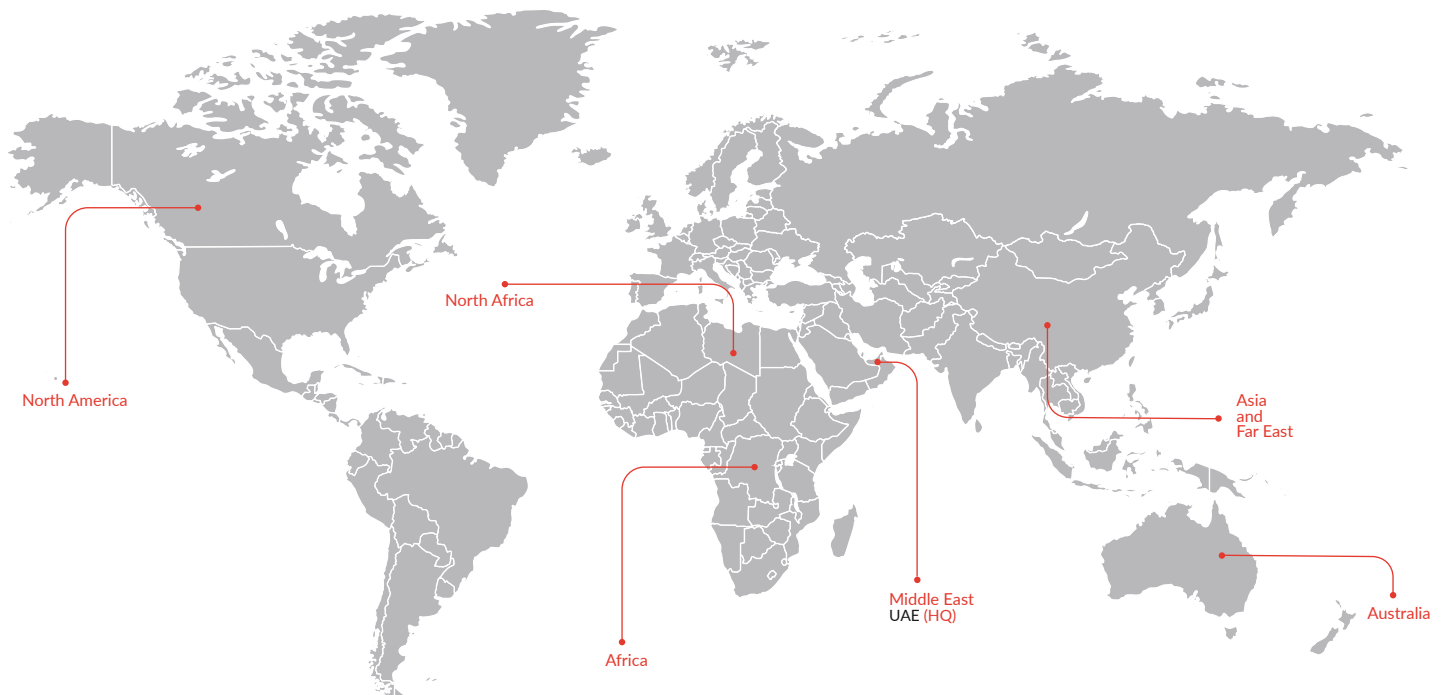 North Africa
North America
Asia
and
Far East
Middle East
UAE (HQ)
Australia
Africa